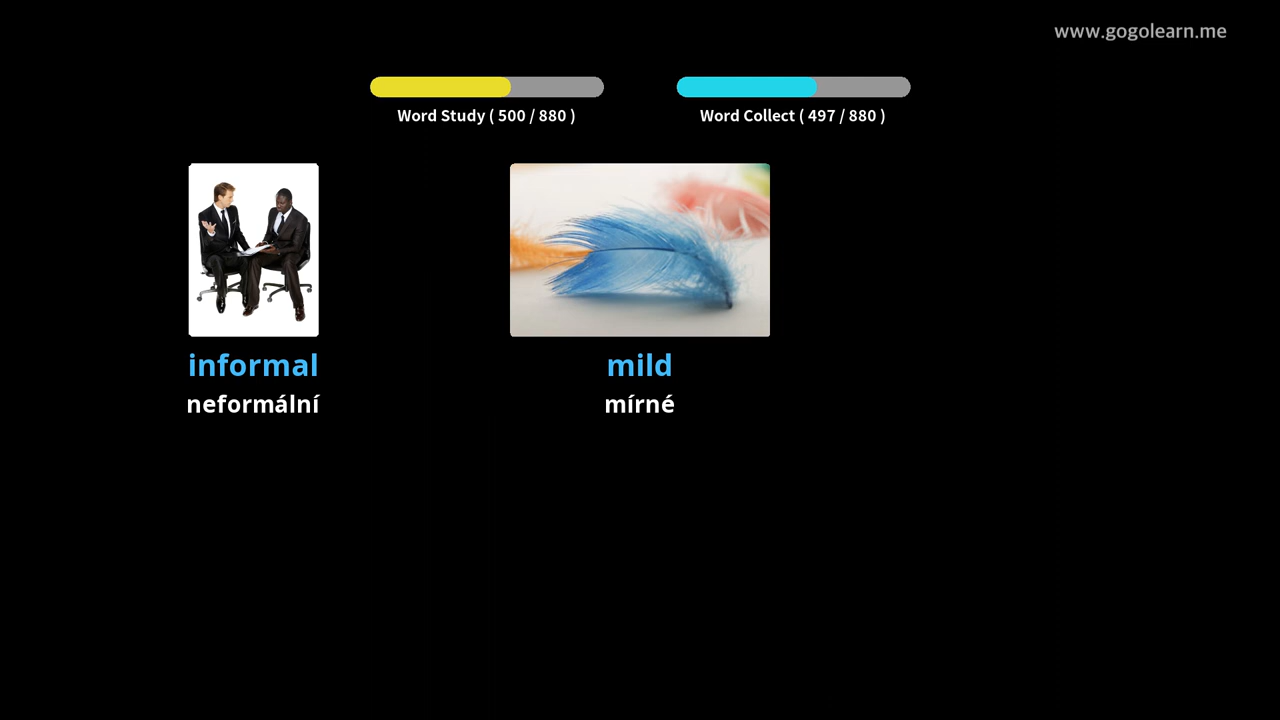 www.gogolearn.me
Word Study ( 500 / 880 )
Word Collect ( 497 / 880 )
informal
mild
neformální
mírné